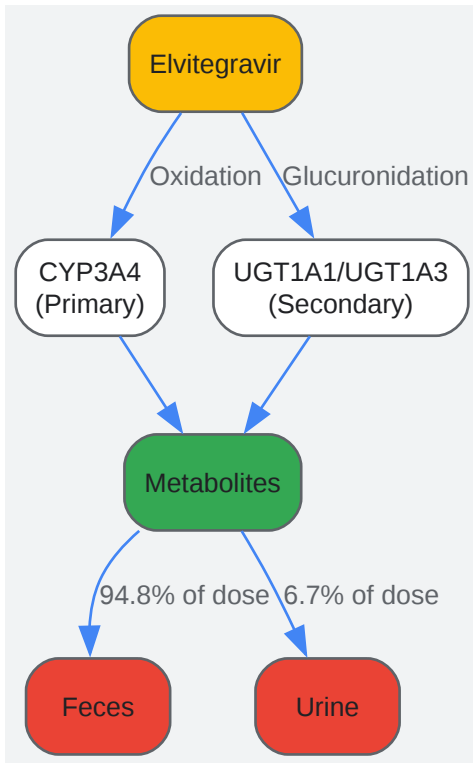 Elvitegravir
Oxidation
Glucuronidation
CYP3A4
(Primary)
UGT1A1/UGT1A3
(Secondary)
Metabolites
94.8% of dose
6.7% of dose
Feces
Urine